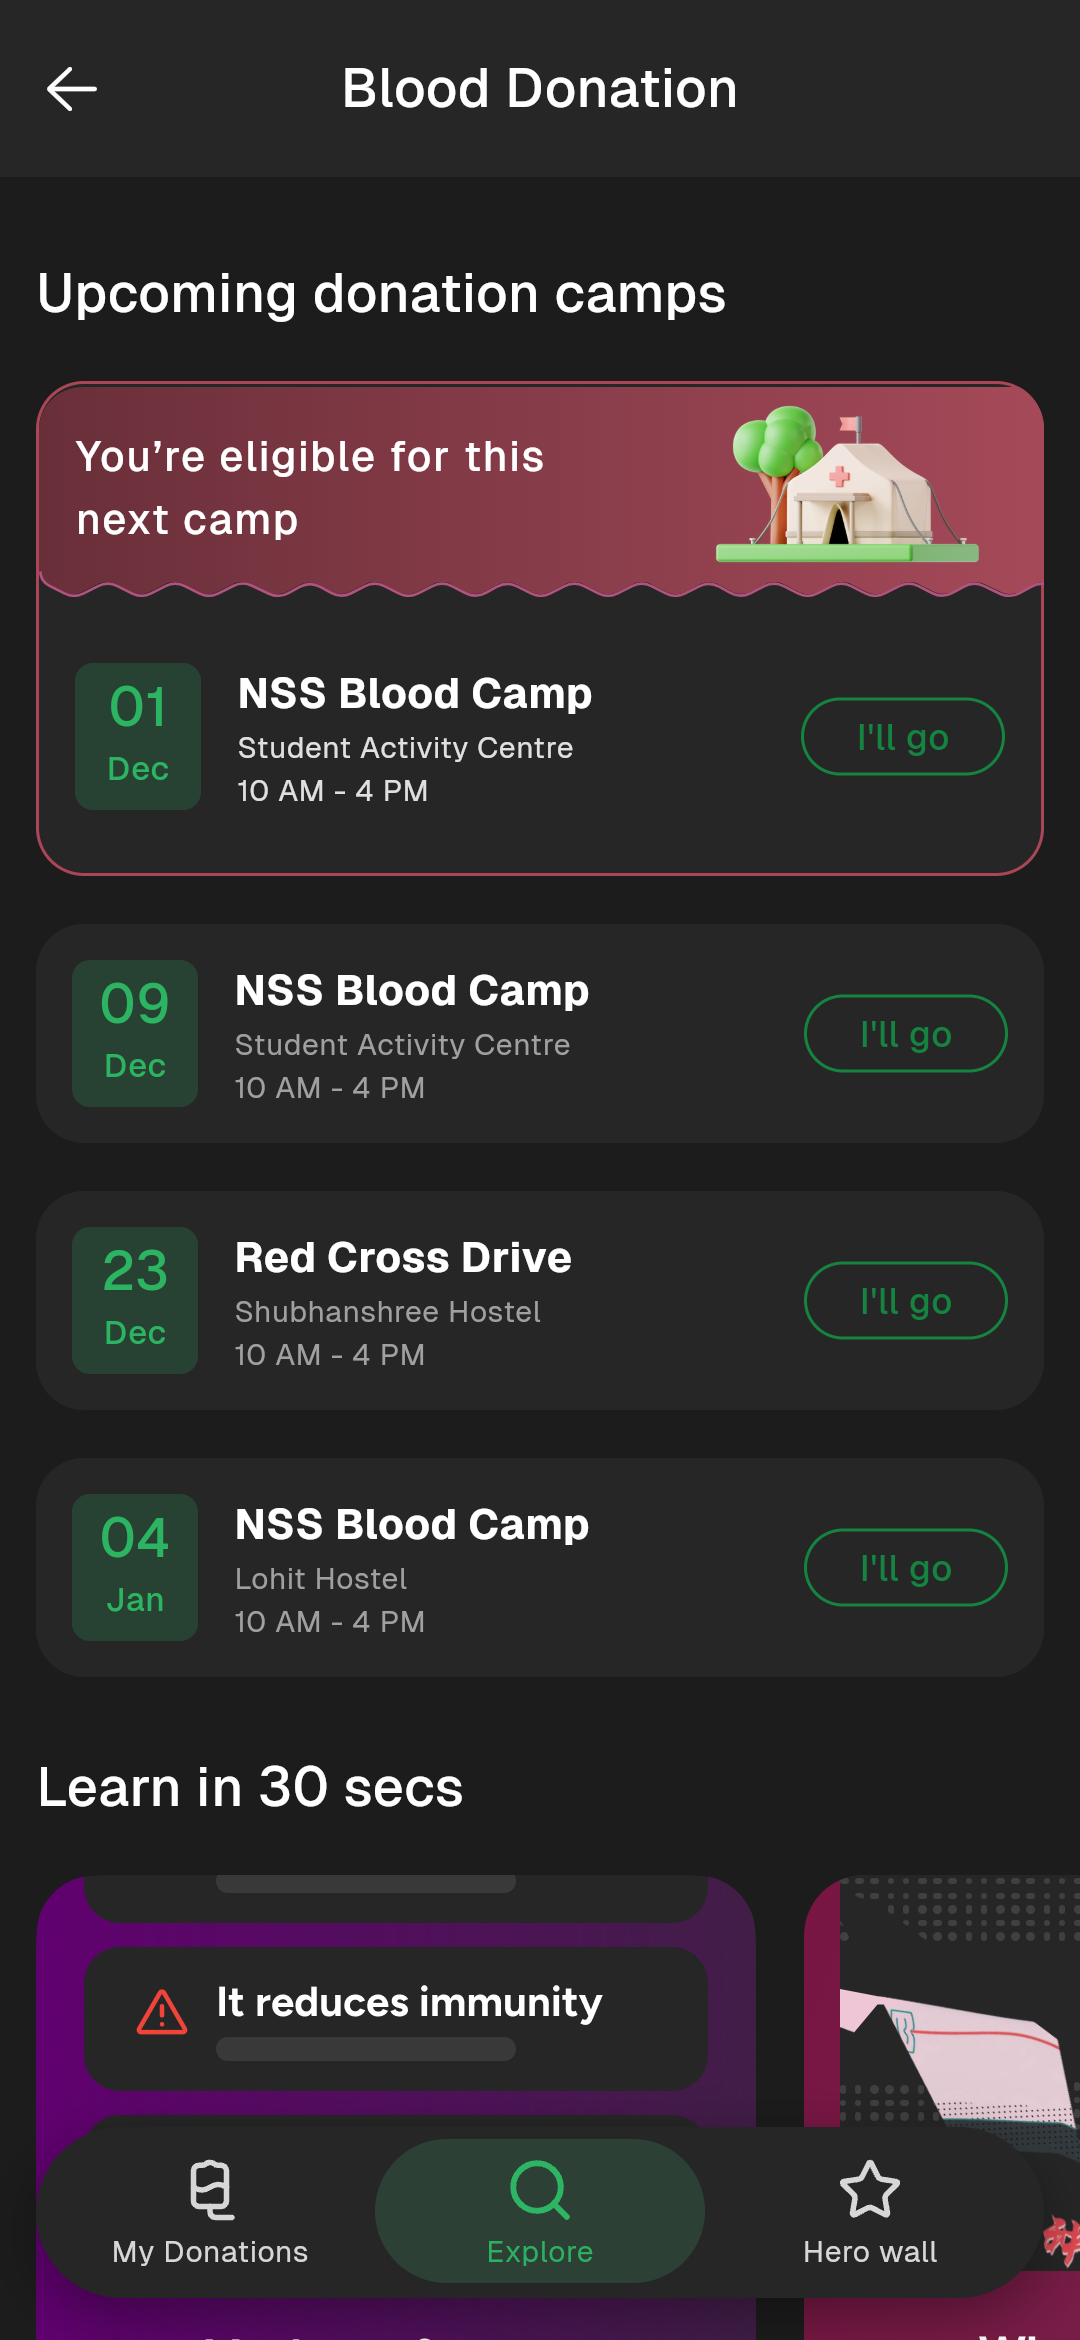 Blood Donation
Upcoming donation camps
You’re eligible for this
next camp
01
Dec
NSS Blood Camp
Student Activity Centre
10 AM - 4 PM
I'll go
09
Dec
NSS Blood Camp
Student Activity Centre
10 AM - 4 PM
I'll go
23
Dec
Red Cross Drive
Shubhanshree Hostel
10 AM - 4 PM
I'll go
04
Jan
NSS Blood Camp
Lohit Hostel
10 AM - 4 PM
I'll go
Learn in 30 secs
It reduces immunity
My Donations
Explore
Hero wall